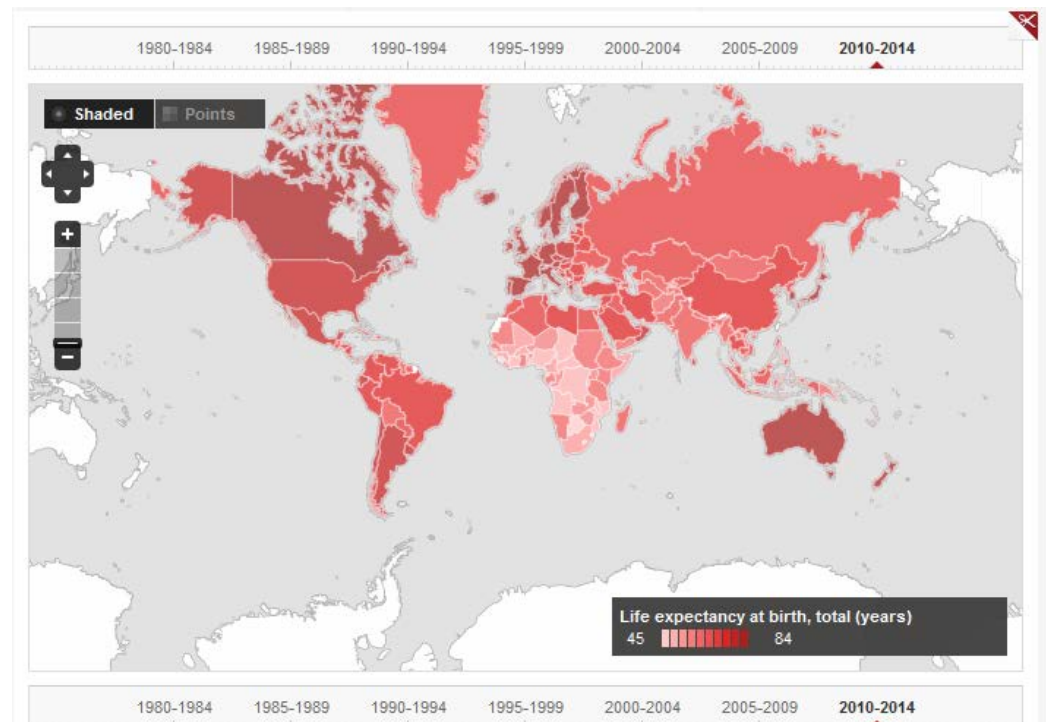 1980-1984 1985-1989 1990-1994 1995-1999 2000-2004 2005-2009 2010-2014
Shaded Points
+
−
Life expectancy at birth, total (years)
45 84
1980-1984 1985-1989 1990-1994 1995-1999 2000-2004 2005-2009 2010-2014